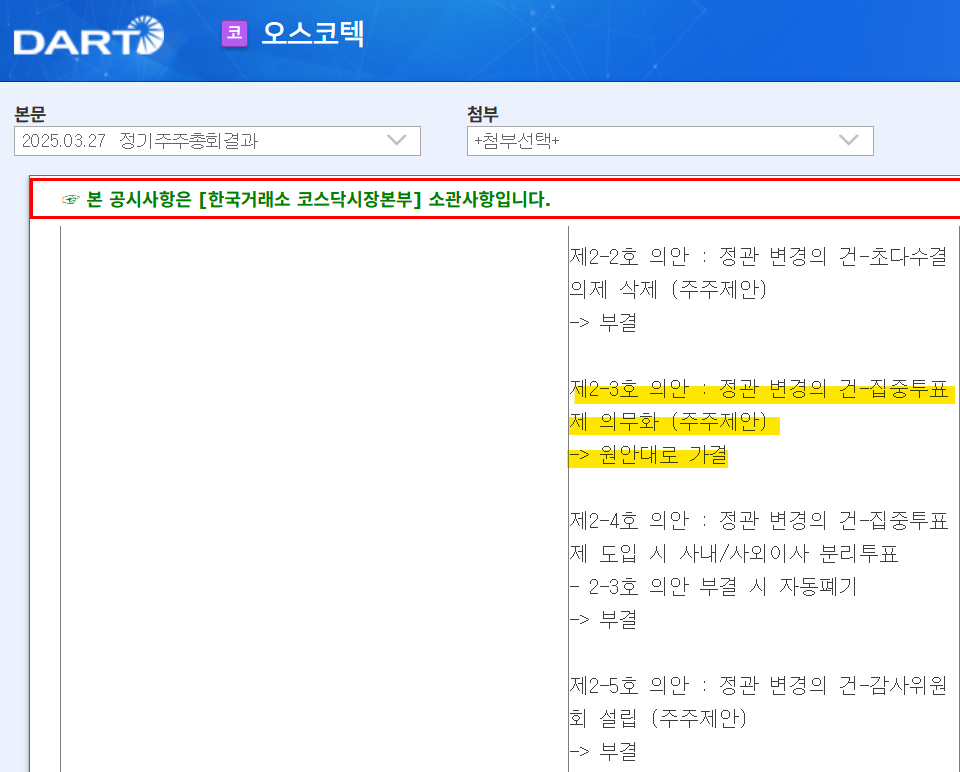 DART
코 오스코텍
본문
첨부
2025.03.27 정기주주총회결과
+첨부선택+
☞ 본 공시사항은 [한국거래소 코스닥시장본부] 소관사항입니다.
제2-2호 의안 : 정관 변경의 건-초다수결
의제 삭제 (주주제안)
-> 부결
제2-3호 의안 : 정관 변경의 건-집중투표
제 의무화 (주주제안)
-> 원안대로 가결
제2-4호 의안 : 정관 변경의 건-집중투표
제 도입 시 사내/사외이사 분리투표
- 2-3호 의안 부결 시 자동폐기
-> 부결
제2-5호 의안 : 정관 변경의 건-감사위원
회 설립 (주주제안)
-> 부결